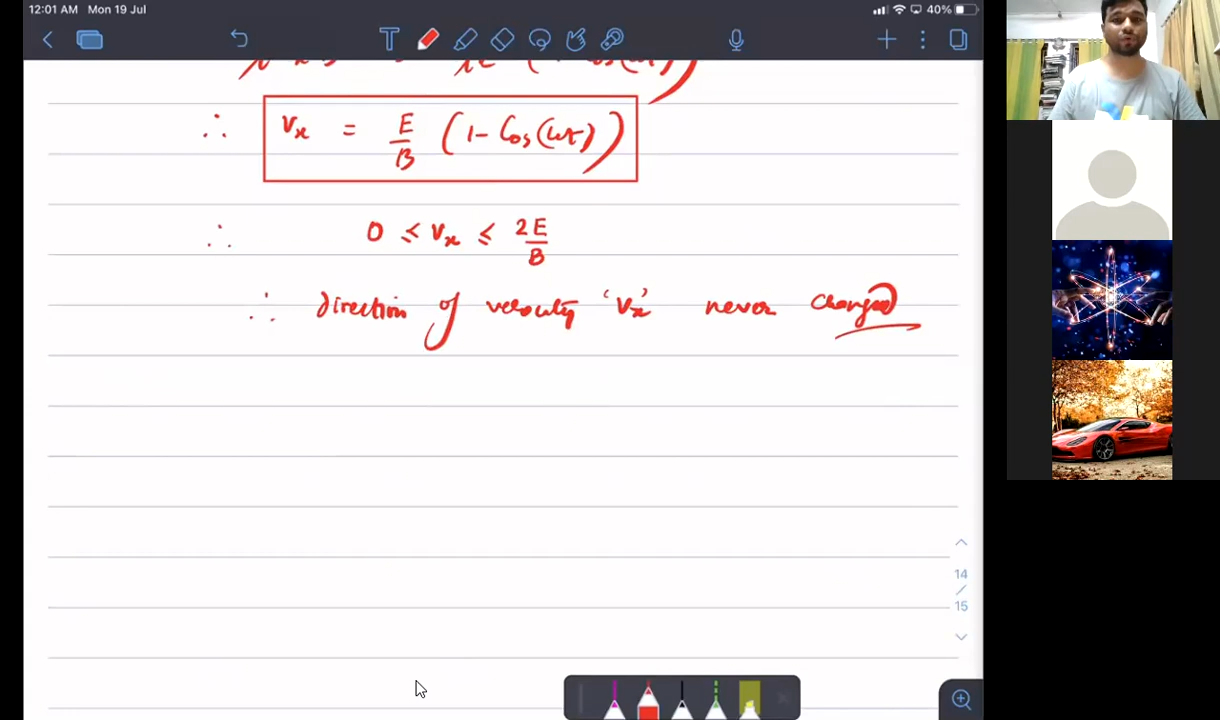 12:01 AM Mon 19 Jul
40%
T
∴ vₓ = E/B (1 - Cos(ωt))
∴ 0 ≤ vₓ ≤ 2E/B
∴ direction of velocity 'vₓ' never changed
14
/
15